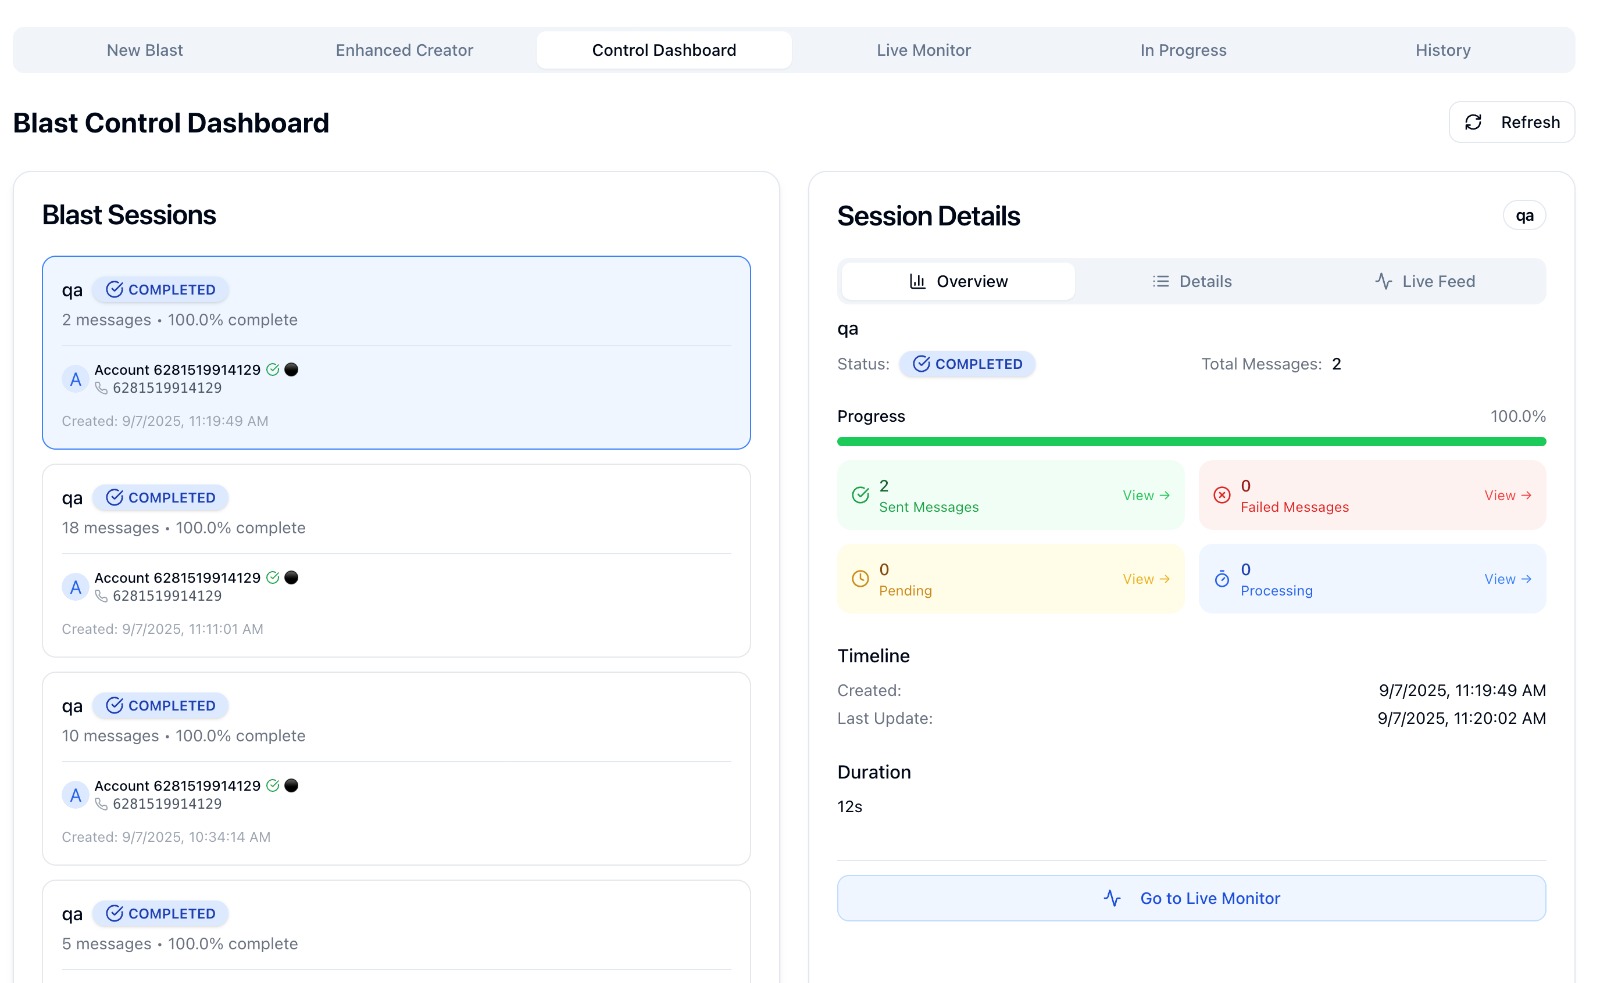 New Blast
Enhanced Creator
Control Dashboard
Live Monitor
In Progress
History
Blast Control Dashboard
Refresh
Blast Sessions
qa COMPLETED
2 messages • 100.0% complete
A
Account 6281519914129
6281519914129
Created: 9/7/2025, 11:19:49 AM
qa COMPLETED
18 messages • 100.0% complete
A
Account 6281519914129
6281519914129
Created: 9/7/2025, 11:11:01 AM
qa COMPLETED
10 messages • 100.0% complete
A
Account 6281519914129
6281519914129
Created: 9/7/2025, 10:34:14 AM
qa COMPLETED
5 messages • 100.0% complete
Session Details
qa
Overview
Details
Live Feed
qa
Status: COMPLETED
Total Messages: 2
Progress
100.0%
2
Sent Messages
View →
0
Failed Messages
View →
0
Pending
View →
0
Processing
View →
Timeline
Created: 9/7/2025, 11:19:49 AM
Last Update: 9/7/2025, 11:20:02 AM
Duration
12s
Go to Live Monitor